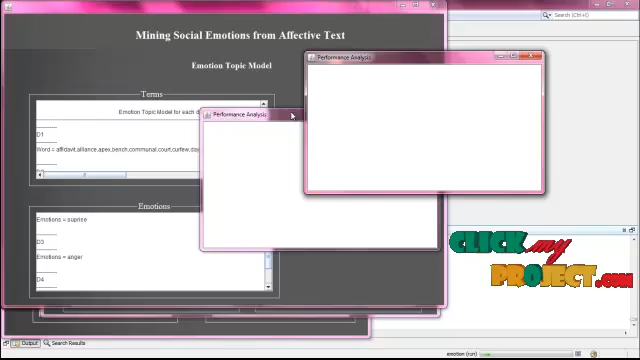 Search (Ctrl+I)
Mining Social Emotions from Affective Text
Emotion Topic Model
Performance Analysis
Terms
Emotion Topic Model for each d
Performance Analysis
D1
Word = affidavit,alliance,apex,bench,communal,court,curfew,day
Emotions
Emotions = suprise
D3
Emotions = anger
D4
CLICK my
PROJECT.COM
Output
Search Results
emotion (run)